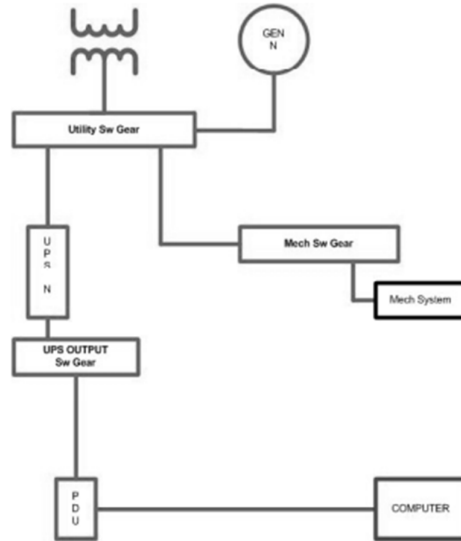 GEN
N
Utility Sw Gear
U
P
S
N
Mech Sw Gear
Mech System
UPS OUTPUT
Sw Gear
P
D
U
COMPUTER